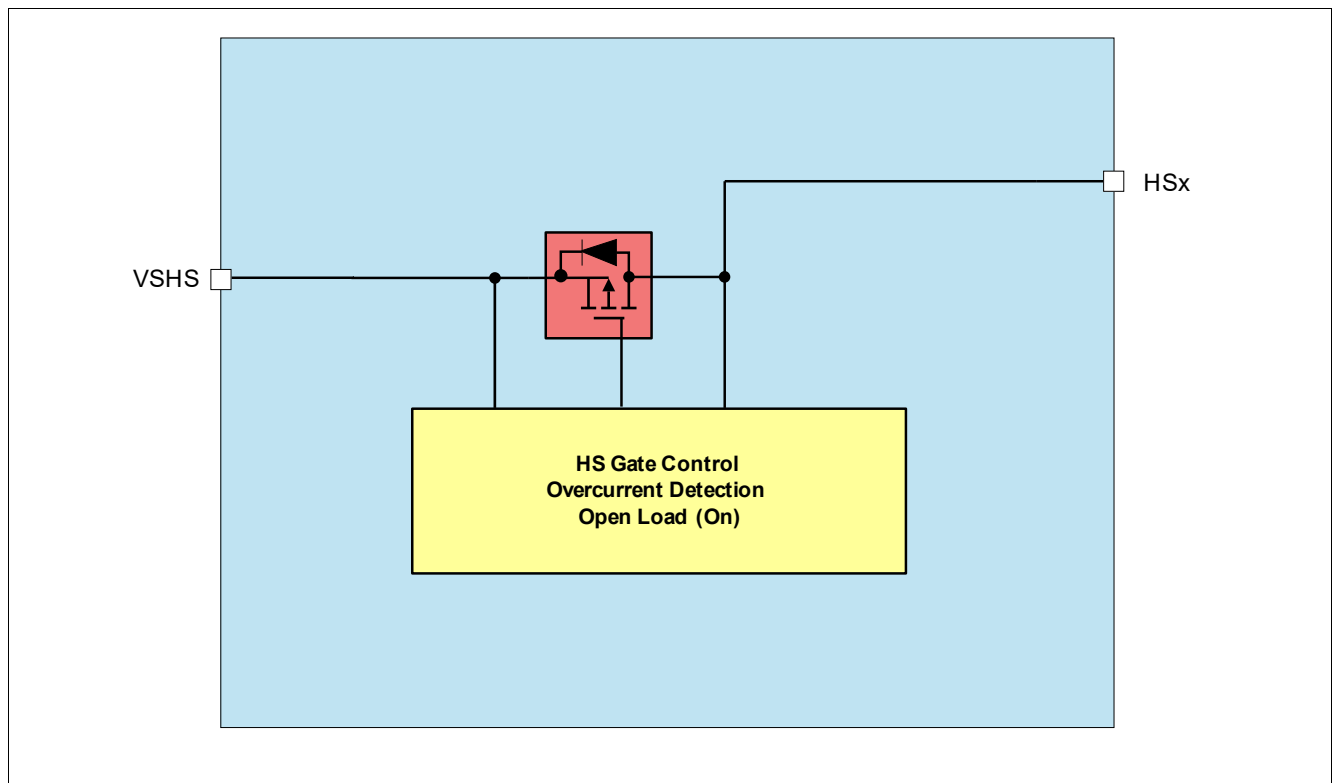 HSx
VSHS
HS Gate Control
Overcurrent Detection
Open Load (On)